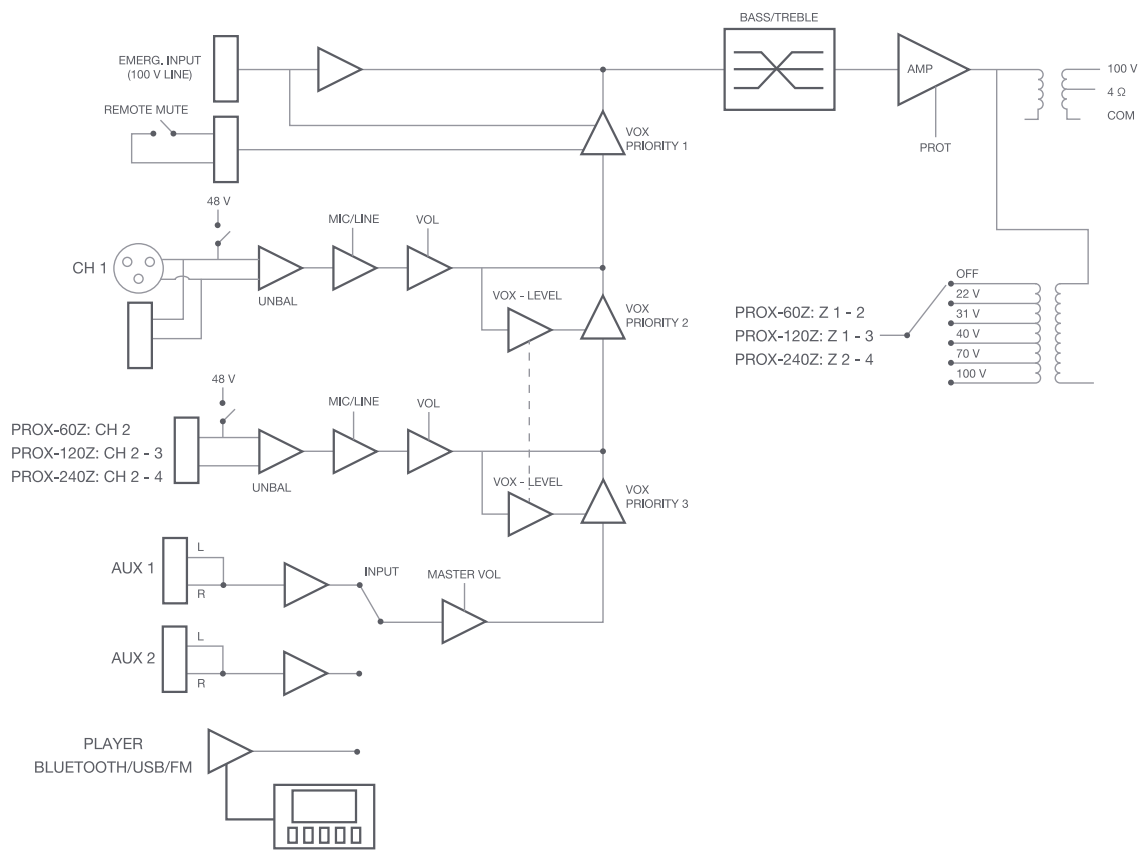 BASS/TREBLE
EMERG. INPUT
(100 V LINE)
AMP
100 V
4 Ω
COM
REMOTE MUTE
VOX
PRIORITY 1
PROT
48 V
MIC/LINE
VOL
CH 1
UNBAL
VOX - LEVEL
VOX
PRIORITY 2
OFF
22 V
31 V
40 V
70 V
100 V
PROX-60Z: Z 1 - 2
PROX-120Z: Z 1 - 3
PROX-240Z: Z 2 - 4
48 V
MIC/LINE
VOL
PROX-60Z: CH 2
PROX-120Z: CH 2 - 3
PROX-240Z: CH 2 - 4
UNBAL
VOX - LEVEL
VOX
PRIORITY 3
AUX 1
L
R
INPUT
MASTER VOL
AUX 2
L
R
PLAYER
BLUETOOTH/USB/FM